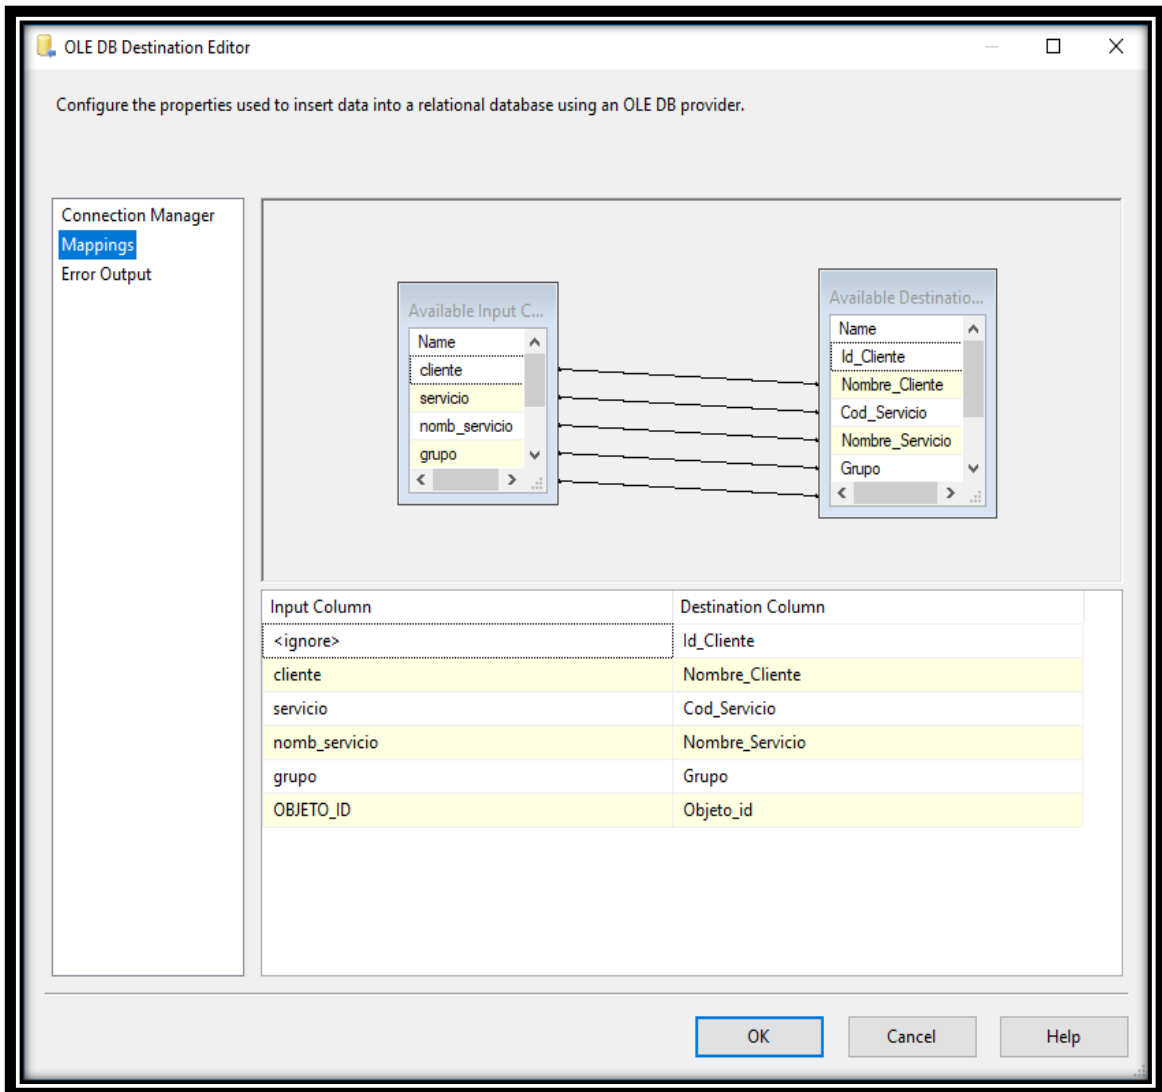 OLE DB Destination Editor
Configure the properties used to insert data into a relational database using an OLE DB provider.
Connection Manager
Mappings
Error Output
Available Input C...
Name
cliente
servicio
nomb_servicio
grupo
Available Destinatio...
Name
Id_Cliente
Nombre_Cliente
Cod_Servicio
Nombre_Servicio
Grupo
Input Column Destination Column
<ignore> Id_Cliente
cliente Nombre_Cliente
servicio Cod_Servicio
nomb_servicio Nombre_Servicio
grupo Grupo
OBJETO_ID Objeto_id
OK Cancel Help